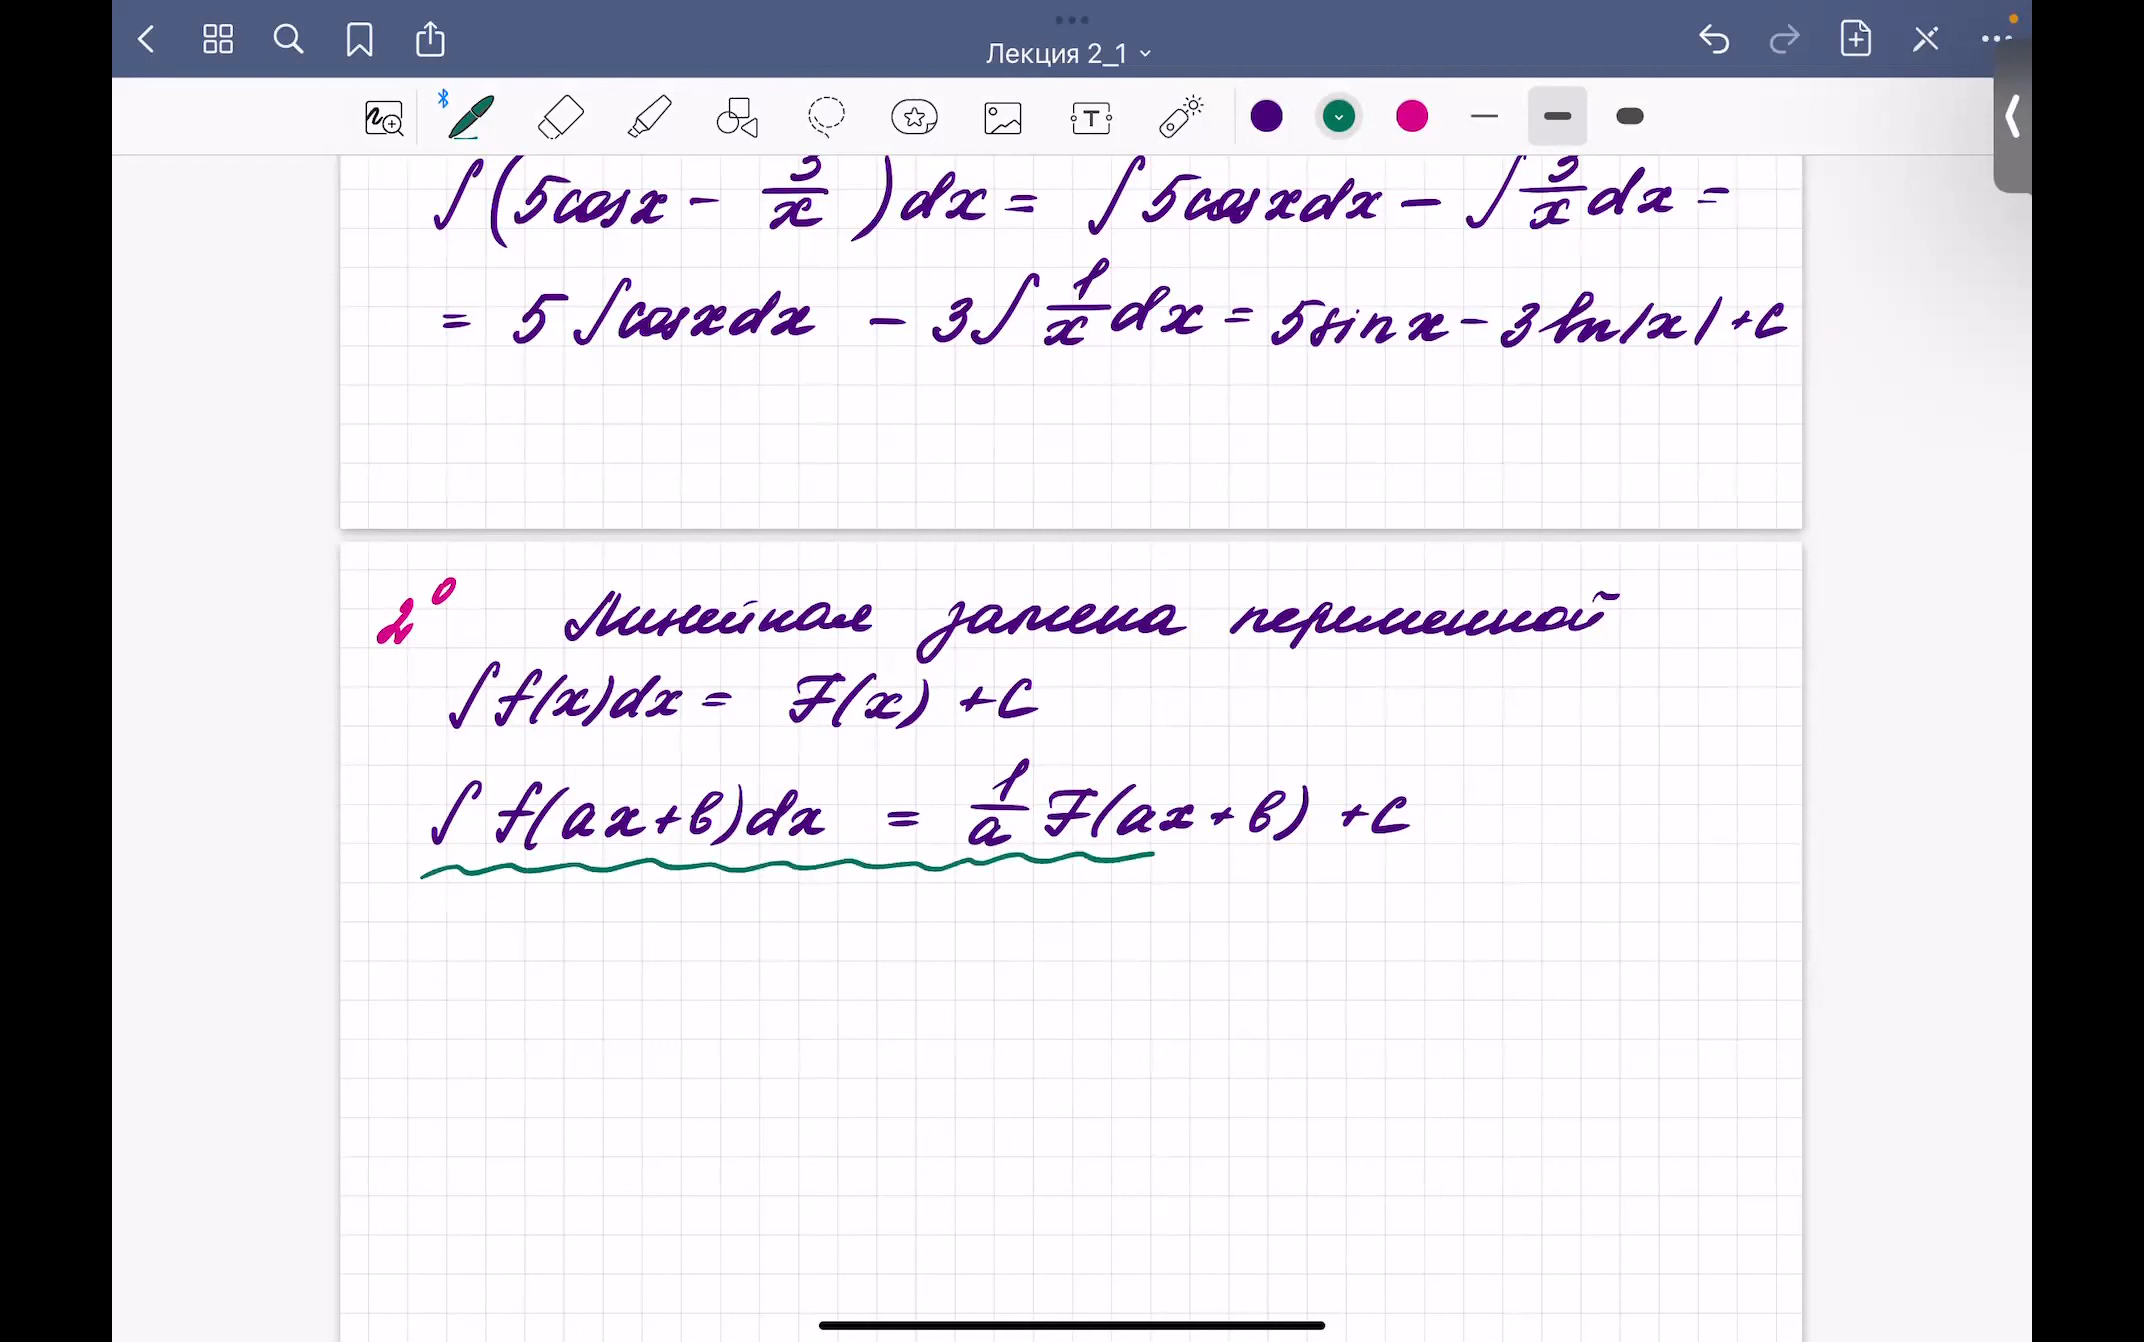 Лекция 2_1
∫(5cosx - 3/x)dx = ∫5cosxdx - ∫3/x dx =
= 5∫cosxdx - 3∫1/x dx = 5sinx - 3ln|x| + C
2° Линейная замена переменной
∫f(x)dx = F(x) + C
∫f(ax+b)dx = 1/a F(ax+b) + C